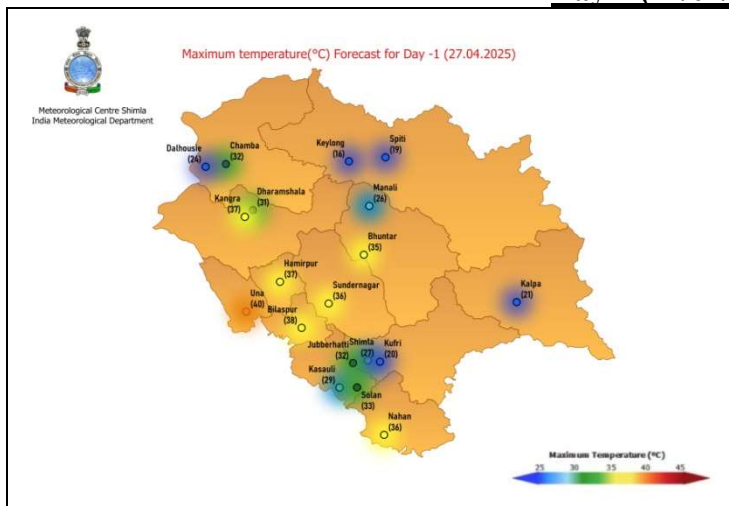 Maximum temperature(°C) Forecast for Day -1 (27.04.2025)
Meteorological Centre Shimla
India Meteorological Department
Dalhousie
(24)
Chamba
(32)
Keylong
(16)
Spiti
(19)
Dharamshala
(31)
Kangra
(37)
Manali
(26)
Bhuntar
(35)
Hamirpur
(37)
Sundernagar
(36)
Kalpa
(21)
Una
(40)
Bilaspur
(38)
Jubberhatti
(32)
Shimla
(27)
Kufri
(20)
Kasauli
(29)
Solan
(33)
Nahan
(36)
Maximum Temperature (°C)
25 30 35 40 45